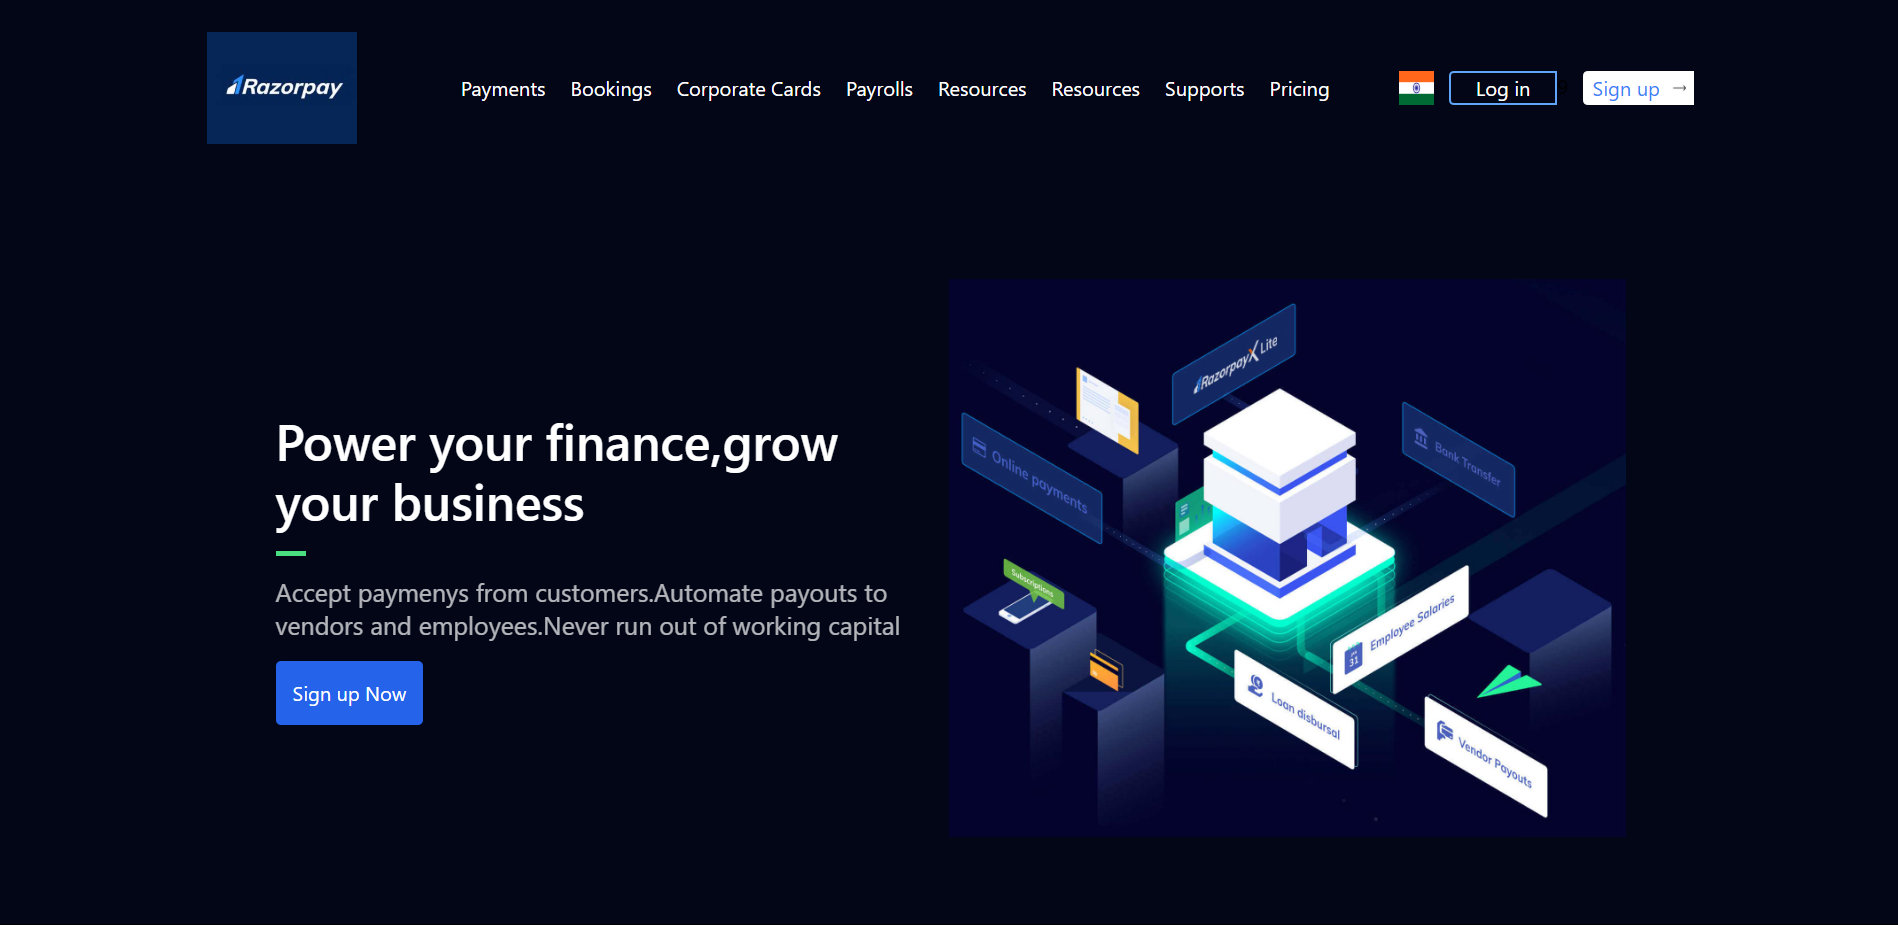 Razorpay
Payments Bookings Corporate Cards Payrolls Resources Resources Supports Pricing Log in Sign up →
Power your finance,grow
your business
Accept paymenys from customers.Automate payouts to
vendors and employees.Never run out of working capital
Sign up Now
RazorpayX Lite
Online payments
Bank Transfer
Subscriptions
Employee Salaries
31
Loan disbursal
Vendor Payouts